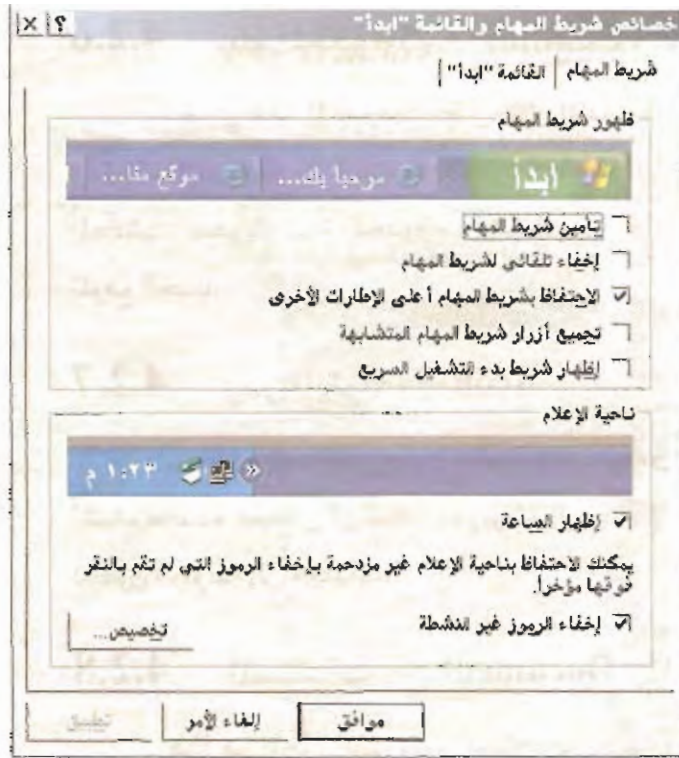 خصائص شريط المهام والقائمة "ابدأ"
شريط المهام القائمة "ابدأ"
ظهور شريط المهام
ابدأ مرحبا بك... موقع مفا...
تأمين شريط المهام
إخفاء تلقائي لشريط المهام
الاحتفاظ بشريط المهام أعلى الإطارات الأخرى
تجميع أزرار شريط المهام المتشابهة
إظهار شريط بدء التشغيل السريع
ناحية الإعلام
١:٢٣ م
إظهار الساعة
يمكنك الاحتفاظ بناحية الإعلام غير مزدحمة بإخفاء الرموز التي لم تقم بالنقر
فوقها مؤخراً.
إخفاء الرموز غير النشطة
تخصيص...
موافق إلغاء الأمر تطبيق